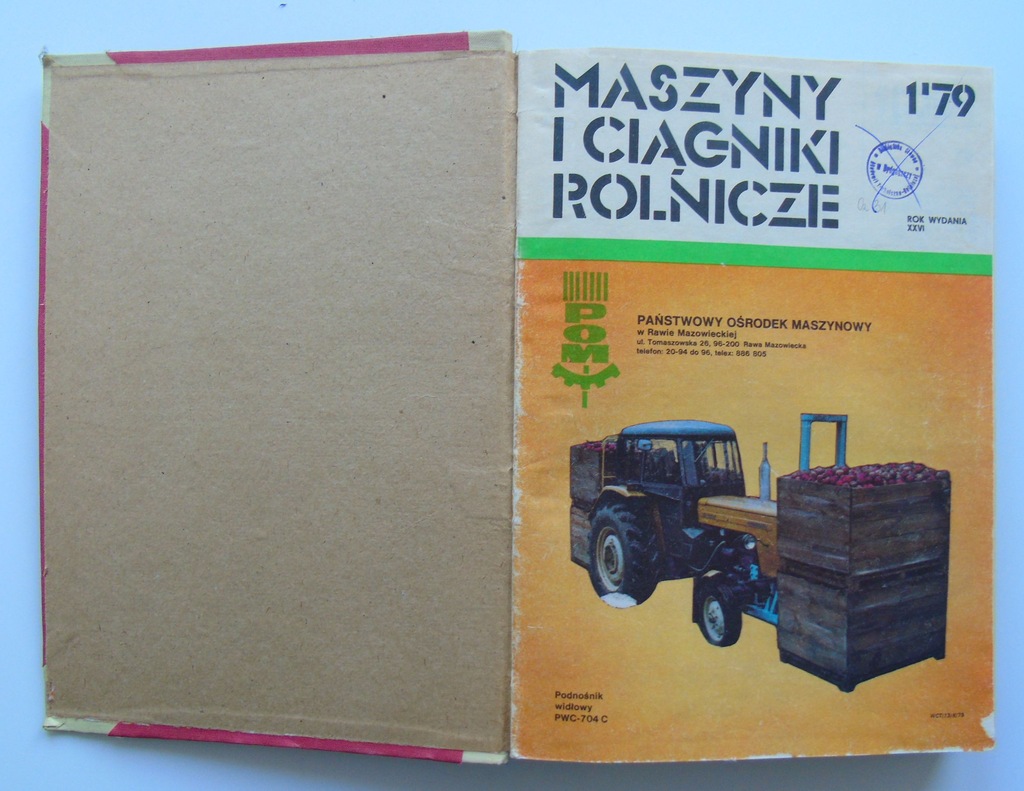 MASZYNY
I CIĄGNIKI
ROLNICZE
1'79
w Bydgoszczy
ROK WYDANIA
XXVI
POM
PAŃSTWOWY OŚRODEK MASZYNOWY
w Rawie Mazowieckiej
ul. Tomaszowska 26, 96-200 Rawa Mazowiecka
telefon: 20-94 do 96, telex: 886 805
Podnośnik
widłowy
PWC-704 C